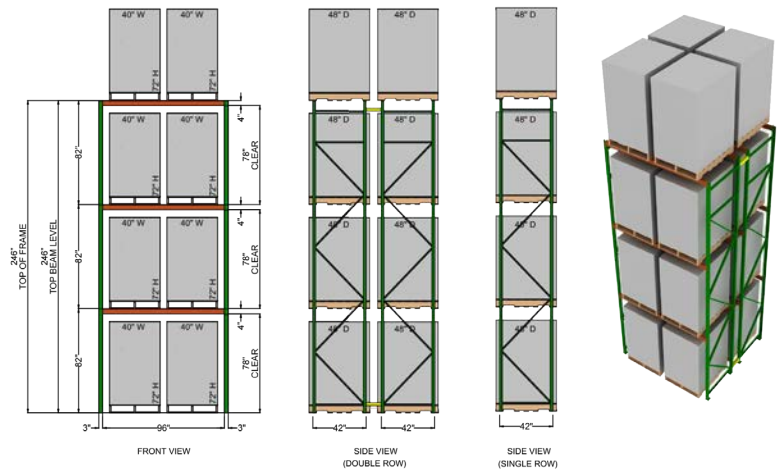 40" W
40" W
72" H
72" H
40" W
40" W
72" H
72" H
40" W
40" W
72" H
72" H
40" W
40" W
72" H
72" H
246"
TOP OF FRAME
246"
TOP BEAM LEVEL
82"
82"
82"
4"
78"
CLEAR
4"
78"
CLEAR
4"
78"
CLEAR
3"
96"
3"
FRONT VIEW
48" D
48" D
48" D
48" D
48" D
48" D
48" D
48" D
42"
42"
SIDE VIEW
(DOUBLE ROW)
48" D
48" D
48" D
48" D
42"
SIDE VIEW
(SINGLE ROW)